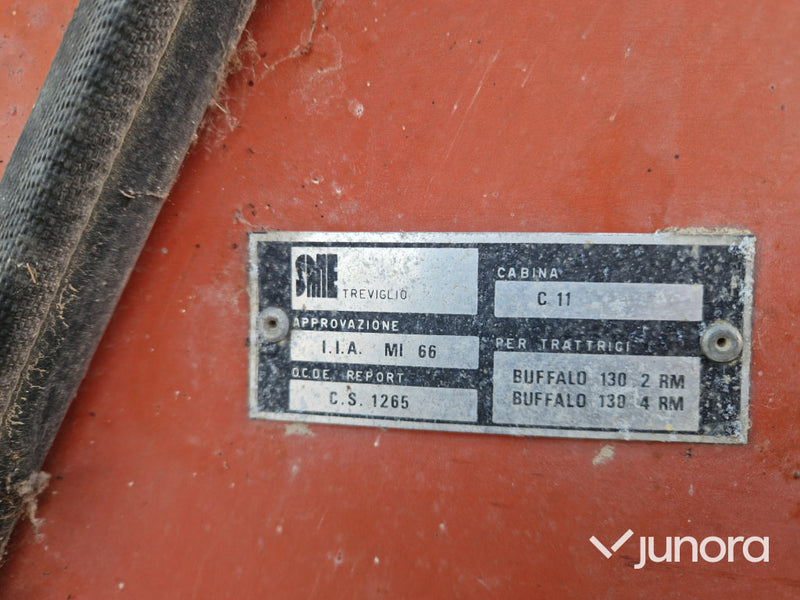 SAME
TREVIGLIO
APPROVAZIONE
I.I.A. MI 66
O.C.D.E. REPORT
C.S. 1265
CABINA
C 11
PER TRATTRICI
BUFFALO 130 2 RM
BUFFALO 130 4 RM
junora